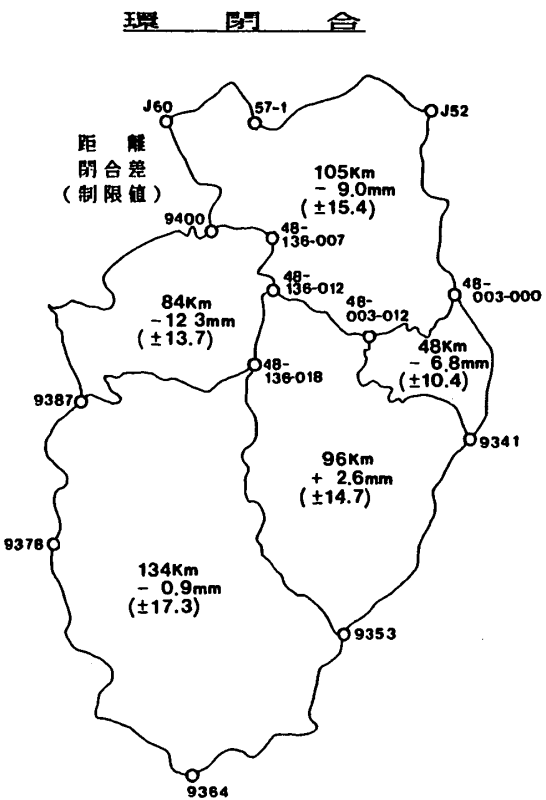 環 閉 合
J60
57-1
J52
距 離
閉合差
(制限値)
105Km
- 9.0mm
(±15.4)
9400
48-
136-007
48-
136-012
48-
003-012
48-
003-000
84Km
-12.3mm
(±13.7)
48Km
- 6.8mm
(±10.4)
48-
136-018
9387
9341
96Km
+ 2.6mm
(±14.7)
9378
134Km
- 0.9mm
(±17.3)
9353
9364